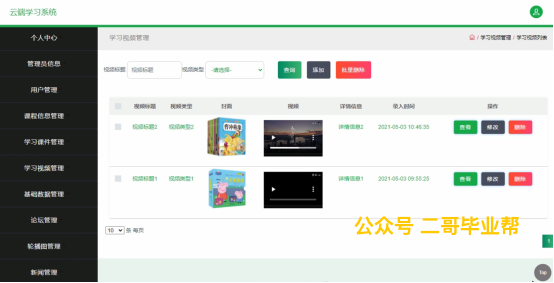 云端学习系统
个人中心
管理员信息
用户管理
课程信息管理
学习课件管理
学习视频管理
基础数据管理
论坛管理
轮播图管理
新闻管理
学习视频管理
/ 学习视频管理 / 学习视频列表
视频标题 视频标题 视频类型 -请选择- 查询 添加 批量删除
视频标题 视频类型 封面 视频 详情信息 录入时间 操作
视频标题2 视频类型2 详情信息2 2021-05-03 10:46:35 查看 修改 删除
视频标题1 视频类型1 详情信息1 2021-05-03 09:55:25 查看 修改 删除
10 条 每页
公众号 二哥毕业帮
Top